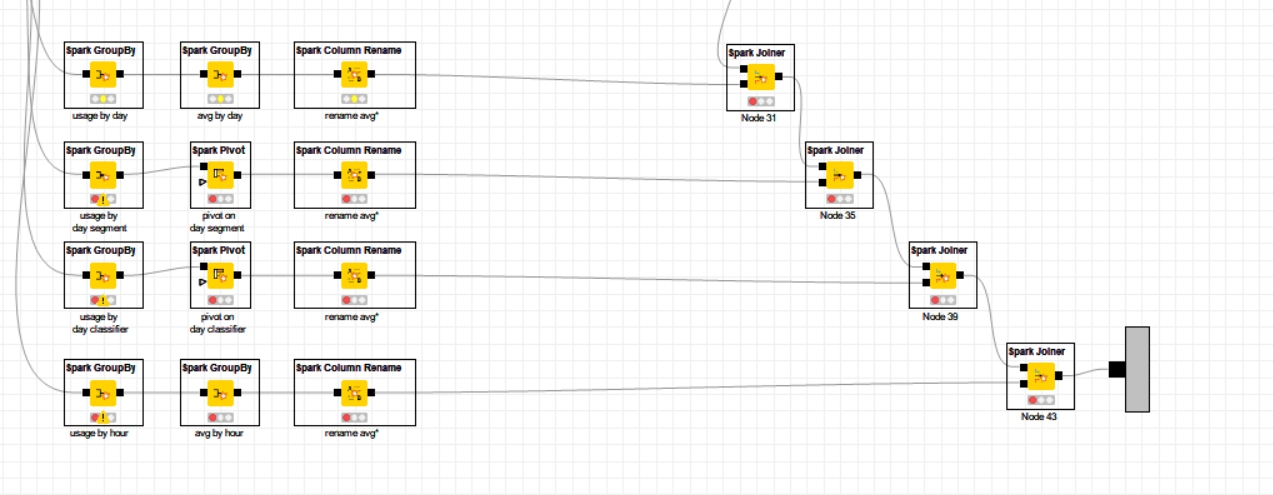 Spark GroupBy
Spark GroupBy
Spark Column Rename
Spark Joiner
usage by day
avg by day
rename avg*
Node 31
Spark GroupBy
Spark Pivot
Spark Column Rename
Spark Joiner
usage by
day segment
pivot on
day segment
rename avg*
Node 35
Spark GroupBy
Spark Pivot
Spark Column Rename
Spark Joiner
usage by
day classifier
pivot on
day classifier
rename avg*
Node 39
Spark Joiner
Spark GroupBy
Spark GroupBy
Spark Column Rename
Node 43
usage by hour
avg by hour
rename avg*